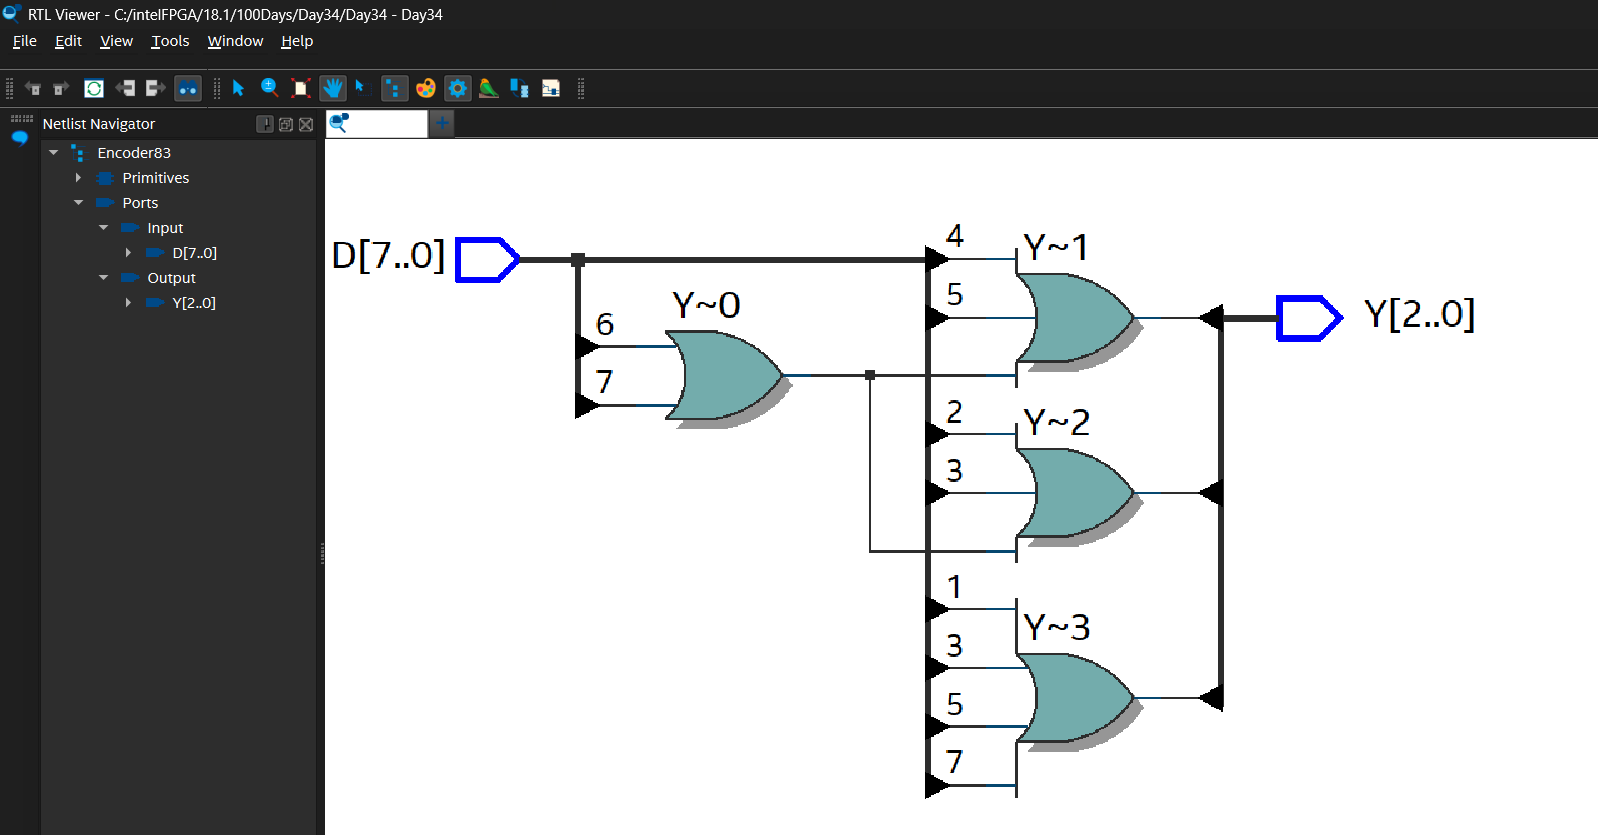 RTL Viewer - C:/intelFPGA/18.1/100Days/Day34/Day34 - Day34
File Edit View Tools Window Help
Netlist Navigator
Encoder83
Primitives
Ports
Input
D[7..0]
Output
Y[2..0]
D[7..0]
Y~0
6
7
4
Y~1
5
Y[2..0]
2
Y~2
3
1
Y~3
3
5
7